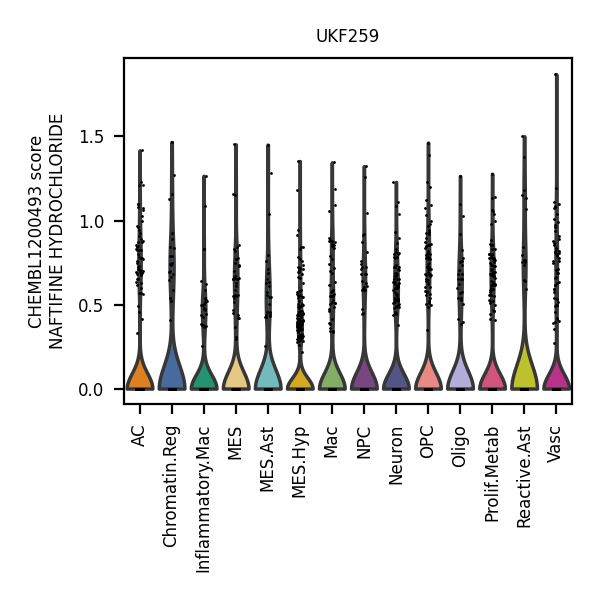 UKF259
CHEMBL1200493 score
NAFTIFINE HYDROCHLORIDE
1.5
1.0
0.5
0.0
AC
Chromatin.Reg
Inflammatory.Mac
MES
MES.Ast
MES.Hyp
Mac
NPC
Neuron
OPC
Oligo
Prolif.Metab
Reactive.Ast
Vasc